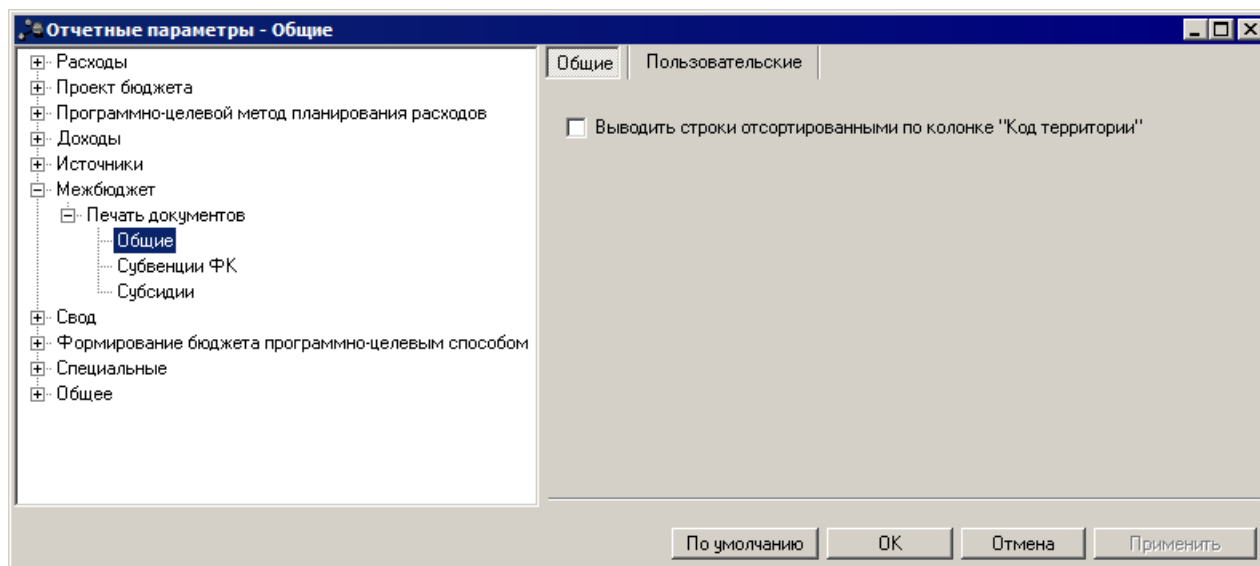 Отчетные параметры - Общие
Расходы
Проект бюджета
Программно-целевой метод планирования расходов
Доходы
Источники
Межбюджет
Печать документов
Общие
Субвенции ФК
Субсидии
Свод
Формирование бюджета программно-целевым способом
Специальные
Общее
Общие Пользовательские
Выводить строки отсортированными по колонке "Код территории"
По умолчанию OK Отмена Применить